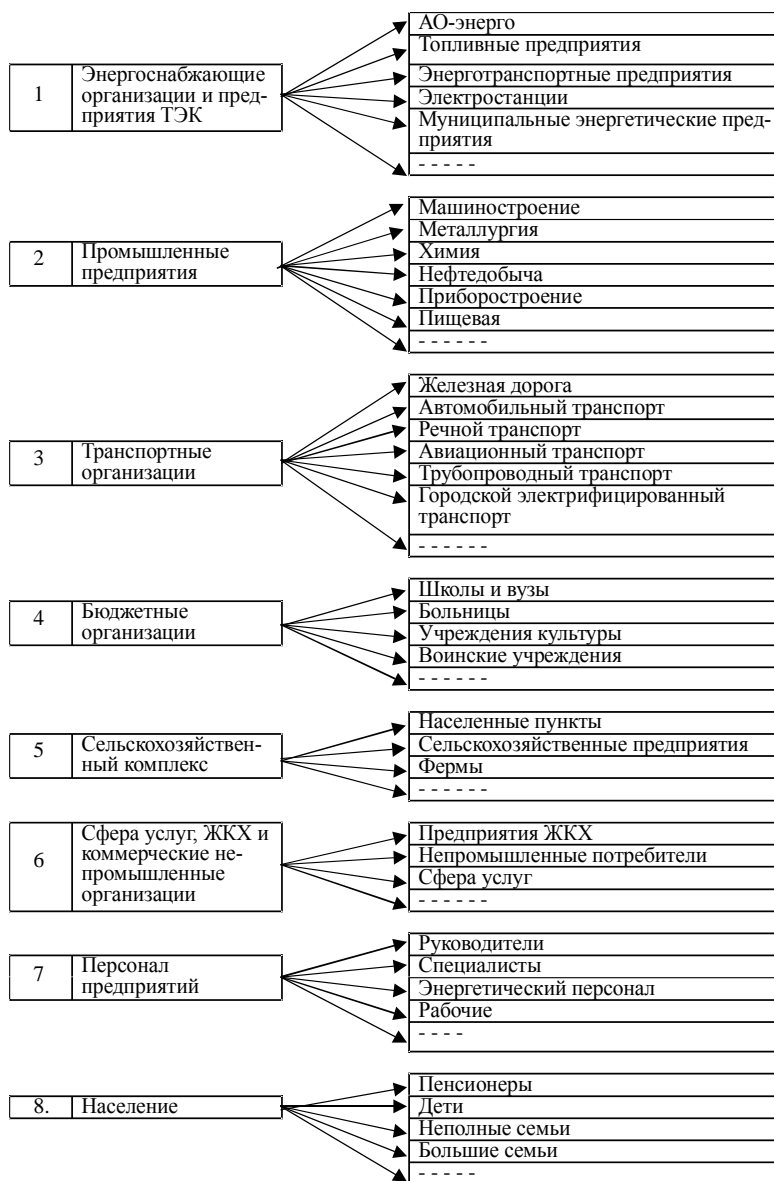 1
Энергоснабжающие
организации и пред-
приятия ТЭК
АО-энерго
Топливные предприятия
Энерготранспортные предприятия
Электростанции
Муниципальные энергетические пред-
приятия
- - - - -
2
Промышленные
предприятия
Машиностроение
Металлургия
Химия
Нефтедобыча
Приборостроение
Пищевая
- - - - - -
3
Транспортные
организации
Железная дорога
Автомобильный транспорт
Речной транспорт
Авиационный транспорт
Трубопроводный транспорт
Городской электрифицированный
транспорт
- - - - - -
4
Бюджетные
организации
Школы и вузы
Больницы
Учреждения культуры
Воинские учреждения
- - - - - -
5
Сельскохозяйствен-
ный комплекс
Населенные пункты
Сельскохозяйственные предприятия
Фермы
- - - - - -
6
Сфера услуг, ЖКХ и
коммерческие не-
промышленные
организации
Предприятия ЖКХ
Непромышленные потребители
Сфера услуг
- - - - - -
7
Персонал
предприятий
Руководители
Специалисты
Энергетический персонал
Рабочие
- - - -
8.
Население
Пенсионеры
Дети
Неполные семьи
Большие семьи
- - - - -